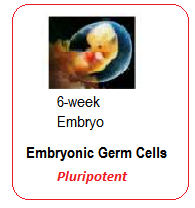 6-week
Embryo
Embryonic Germ Cells
Pluripotent